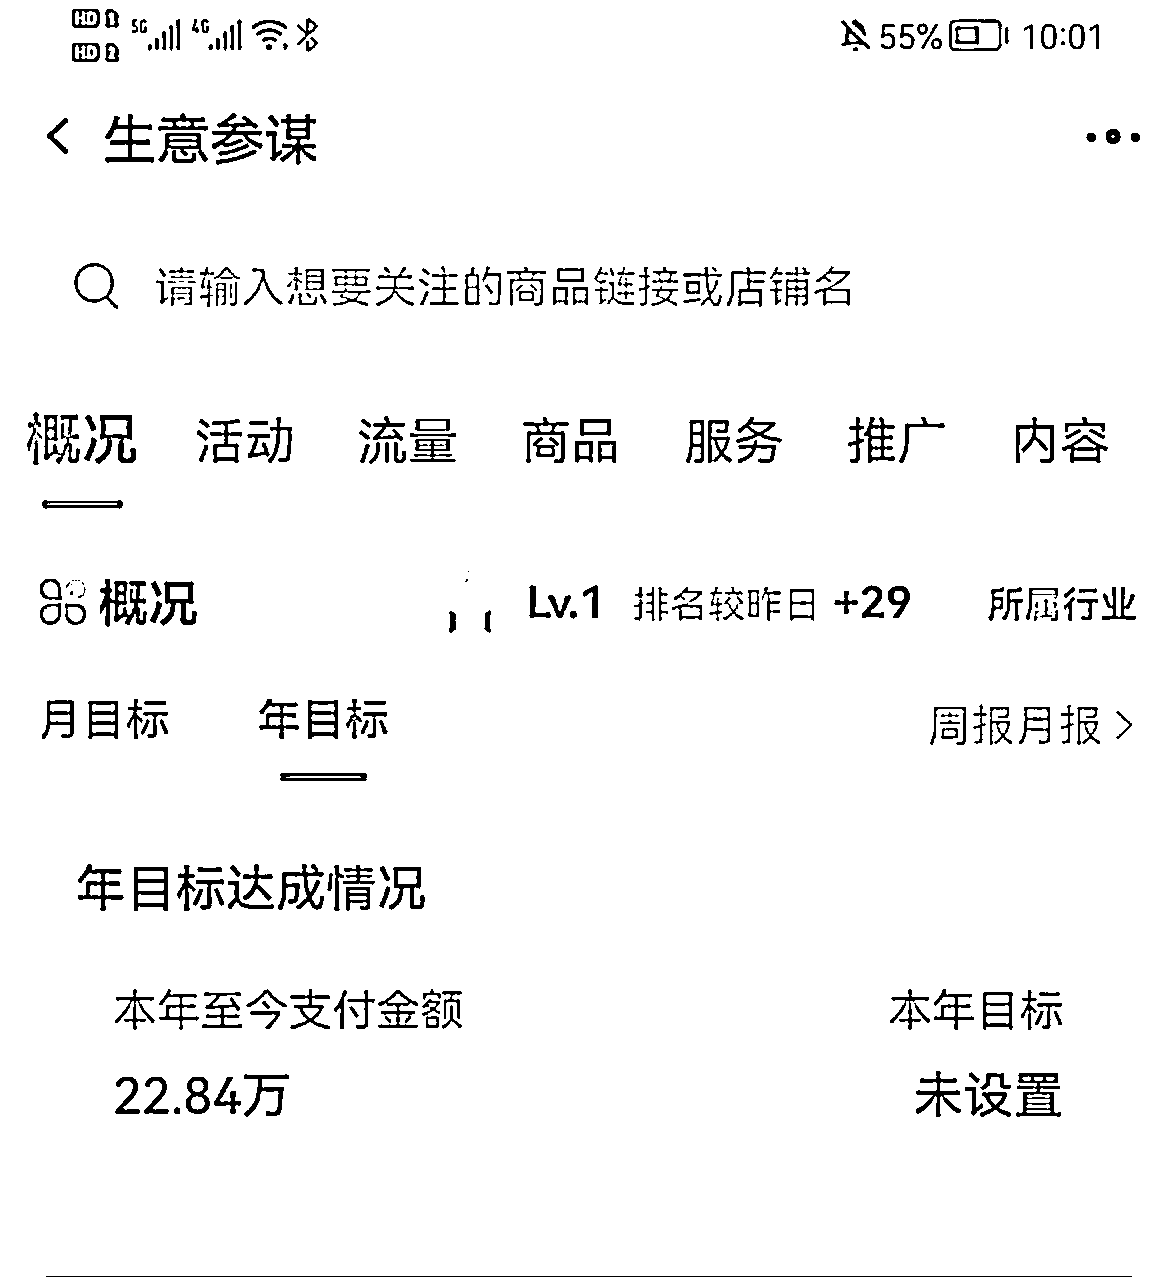 HD 1 5G 4G 55% 10:01
HD 2
生意参谋
请输入想要关注的商品链接或店铺名
概况 活动 流量 商品 服务 推广 内容
概况 Lv.1 排名较昨日 +29 所属行业
月目标 年目标 周报月报 >
年目标达成情况
本年至今支付金额 本年目标
22.84万 未设置